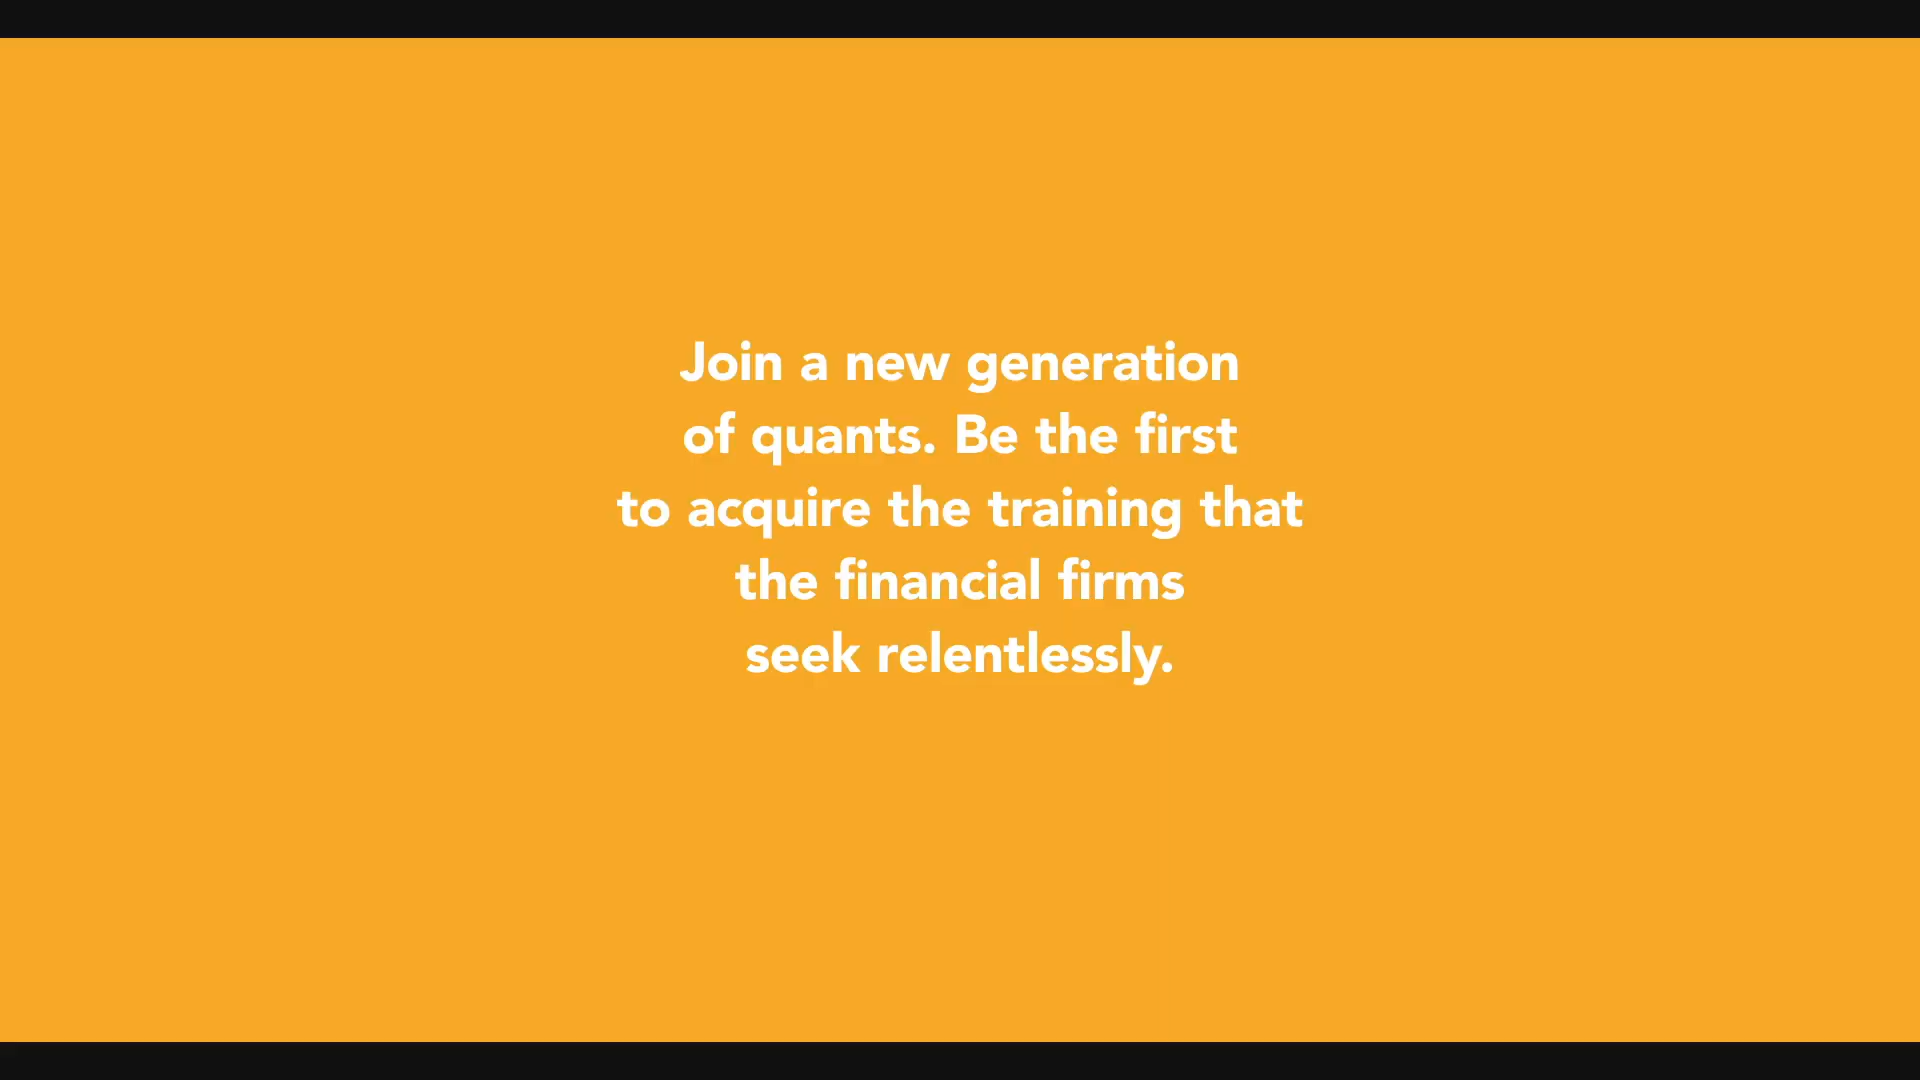 Join a new generation
of quants. Be the first
to acquire the training that
the financial firms
seek relentlessly.